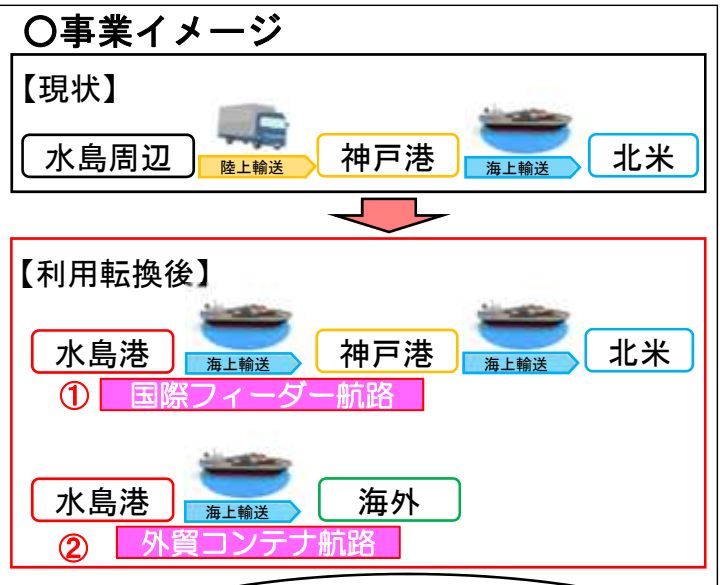 〇事業イメージ
【現状】
水島周辺 陸上輸送 神戸港 海上輸送 北米
【利用転換後】
水島港 海上輸送 神戸港 海上輸送 北米
① 国際フィーダー航路
水島港 海上輸送 海外
② 外貿コンテナ航路